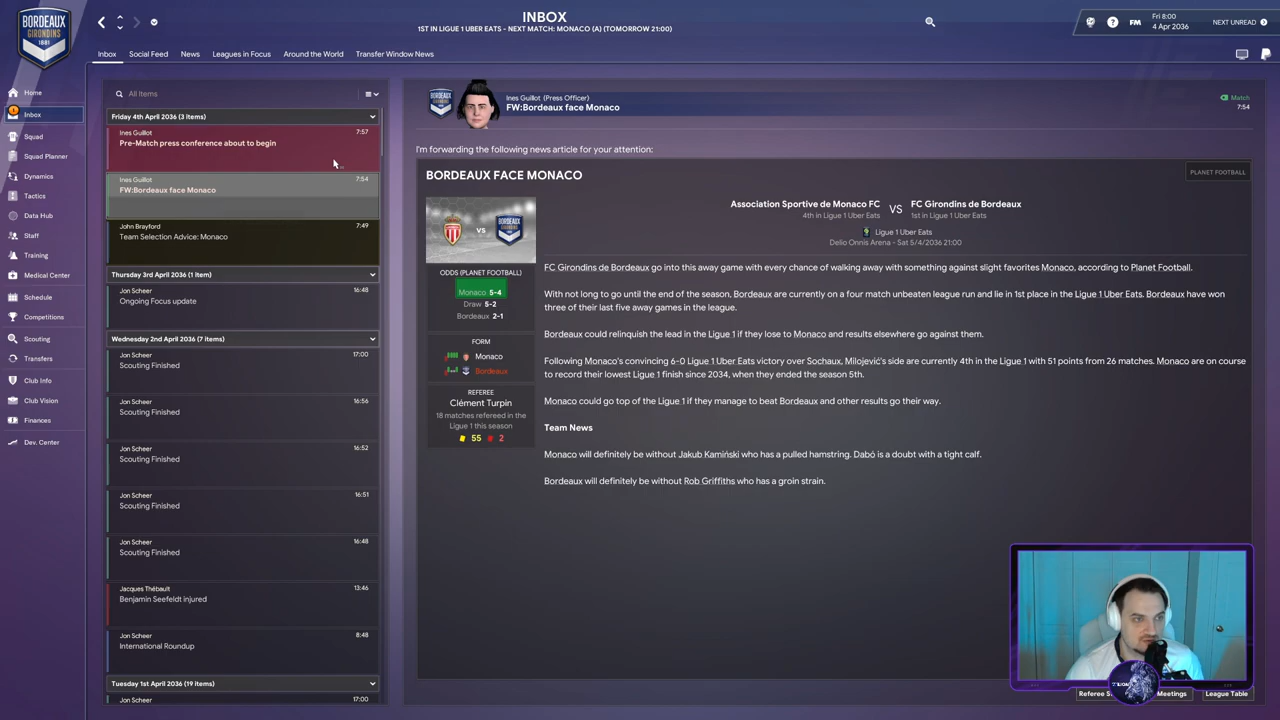 BORDEAUX
GIRONDINS
1881
INBOX
1ST IN LIGUE 1 UBER EATS - NEXT MATCH: MONACO (A) (TOMORROW 21:00)
FM
Fri 8:00
4 Apr 2036
NEXT UNREAD
Inbox
Social Feed
News
Leagues in Focus
Around the World
Transfer Window News
Home
Inbox
Squad
Squad Planner
Dynamics
Tactics
Data Hub
Staff
Training
Medical Center
Schedule
Competitions
Scouting
Transfers
Club Info
Club Vision
Finances
Dev. Center
All Items
Friday 4th April 2036 (3 items)
Ines Guillot 7:57
Pre-Match press conference about to begin
Ines Guillot 7:54
FW:Bordeaux face Monaco
John Brayford 7:49
Team Selection Advice: Monaco
Thursday 3rd April 2036 (1 item)
Jon Scheer 16:48
Ongoing Focus update
Wednesday 2nd April 2036 (7 items)
Jon Scheer 17:00
Scouting Finished
Jon Scheer 16:56
Scouting Finished
Jon Scheer 16:52
Scouting Finished
Jon Scheer 16:51
Scouting Finished
Jon Scheer 16:48
Scouting Finished
Jacques Thébault 13:46
Benjamin Seefeldt injured
Jon Scheer 8:48
International Roundup
Tuesday 1st April 2036 (19 items)
Jon Scheer 17:00
Ines Guillot (Press Officer)
FW:Bordeaux face Monaco
Match
7:54
I'm forwarding the following news article for your attention:
BORDEAUX FACE MONACO
PLANET FOOTBALL
VS
ODDS (PLANET FOOTBALL)
Monaco 5-4
Draw 5-2
Bordeaux 2-1
FORM
Monaco
Bordeaux
REFEREE
Clément Turpin
18 matches refereed in the
Ligue 1 this season
55 2
Association Sportive de Monaco FC VS FC Girondins de Bordeaux
4th in Ligue 1 Uber Eats 1st in Ligue 1 Uber Eats
Ligue 1 Uber Eats
Delio Onnis Arena - Sat 5/4/2036 21:00
FC Girondins de Bordeaux go into this away game with every chance of walking away with something against slight favorites Monaco, according to Planet Football.
With not long to go until the end of the season, Bordeaux are currently on a four match unbeaten league run and lie in 1st place in the Ligue 1 Uber Eats. Bordeaux have won
three of their last five away games in the league.
Bordeaux could relinquish the lead in the Ligue 1 if they lose to Monaco and results elsewhere go against them.
Following Monaco's convincing 6-0 Ligue 1 Uber Eats victory over Sochaux, Milojević's side are currently 4th in the Ligue 1 with 51 points from 26 matches. Monaco are on course
to record their lowest Ligue 1 finish since 2034, when they ended the season 5th.
Monaco could go top of the Ligue 1 if they manage to beat Bordeaux and other results go their way.
Team News
Monaco will definitely be without Jakub Kamiński who has a pulled hamstring. Dabó is a doubt with a tight calf.
Bordeaux will definitely be without Rob Griffiths who has a groin strain.
Referee
Meetings
League Table